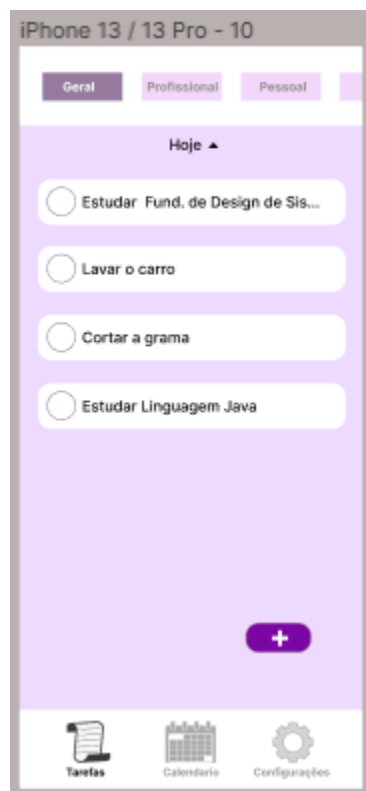 iPhone 13 / 13 Pro - 10
Geral Profissional Pessoal
Hoje
Estudar Fund. de Design de Sis...
Lavar o carro
Cortar a grama
Estudar Linguagem Java
+
Tarefas Calendario Configurações